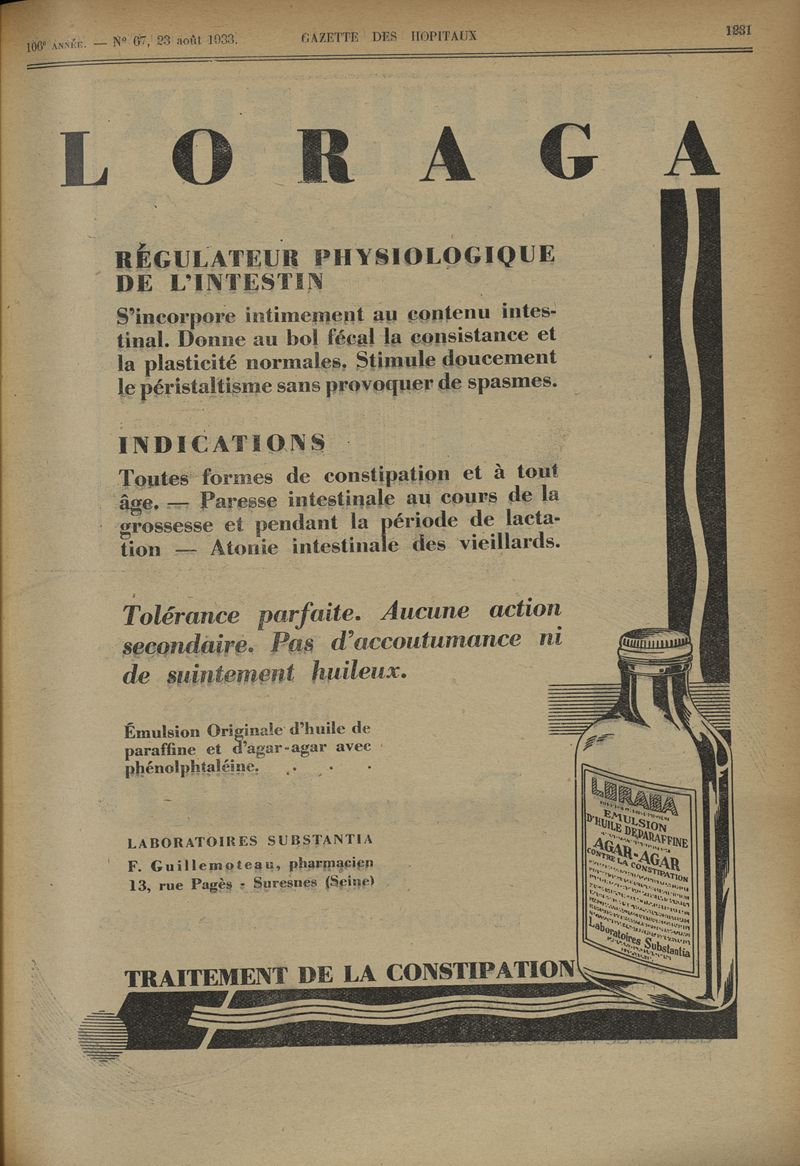 106e ANNÉE. — No 67, 23 août 1933.
GAZETTE DES HOPITAUX
1231
LORAGA
RÉGULATEUR PHYSIOLOGIQUE
DE L'INTESTIN
S'incorpore intimement au contenu intes-
tinal. Donne au bol fécal la consistance et
la plasticité normales. Stimule doucement
le péristaltisme sans provoquer de spasmes.
INDICATIONS
Toutes formes de constipation et à tout
âge. — Paresse intestinale au cours de la
grossesse et pendant la période de lacta-
tion — Atonie intestinale des vieillards.
Tolérance parfaite. Aucune action
secondaire. Pas d'accoutumance ni
de suintement huileux.
Émulsion Originale d'huile de
paraffine et d'agar-agar avec
phénolphtaléine.
LABORATOIRES SUBSTANTIA
F. Guillemoteau, pharmacien
13, rue Pagès - Suresnes (Seine)
LORAGA
EMULSION
D'HUILE DE PARAFFINE
AGAR-AGAR
CONTRE LA CONSTIPATION
Laboratoires Substantia
TRAITEMENT DE LA CONSTIPATION